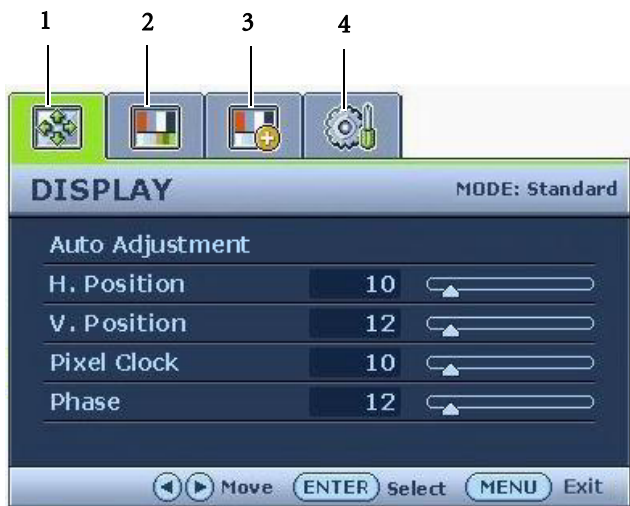 1 2 3 4
DISPLAY MODE: Standard
Auto Adjustment
H. Position 10
V. Position 12
Pixel Clock 10
Phase 12
Move ENTER Select MENU Exit